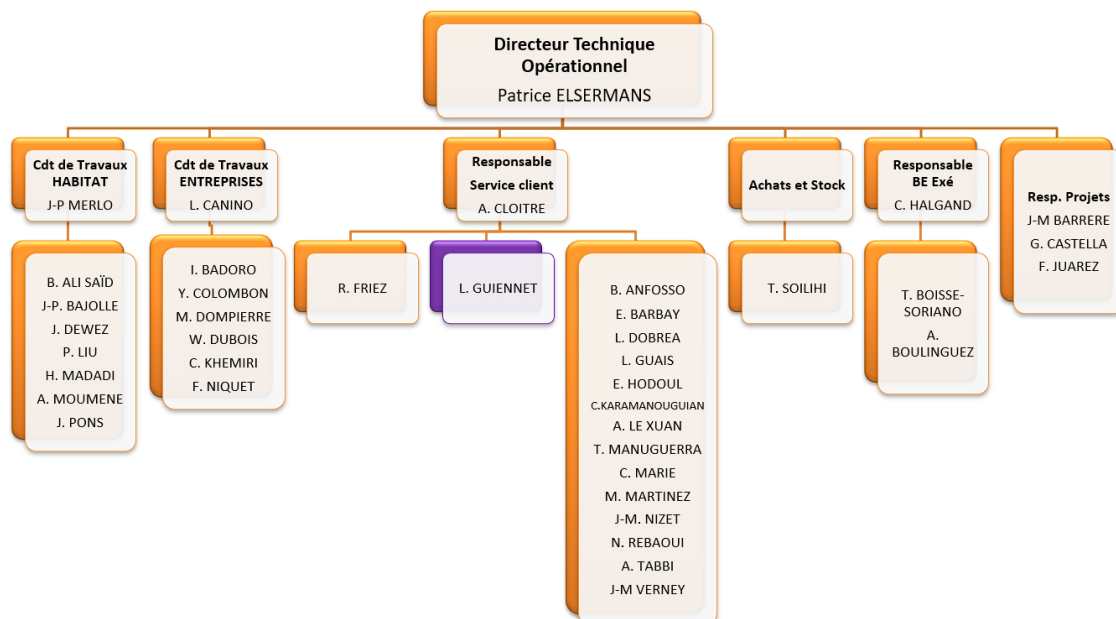 Directeur Technique
Opérationnel
Patrice ELSERMANS
Cdt de Travaux
HABITAT
J-P MERLO
Cdt de Travaux
ENTREPRISES
L. CANINO
Responsable
Service client
A. CLOITRE
Achats et Stock
Responsable
BE Exé
C. HALGAND
Resp. Projets
J-M BARRERE
G. CASTELLA
F. JUAREZ
B. ALI SAÏD
J-P. BAJOLLE
J. DEWEZ
P. LIU
H. MADADI
A. MOUMENE
J. PONS
I. BADORO
Y. COLOMBON
M. DOMPIERRE
W. DUBOIS
C. KHEMIRI
F. NIQUET
R. FRIEZ
L. GUIENNET
B. ANFOSSO
E. BARBAY
L. DOBREA
L. GUAIS
E. HODOUL
C.KARAMANOUGUIAN
A. LE XUAN
T. MANUGUERRA
C. MARIE
M. MARTINEZ
J-M. NIZET
N. REBAOUI
A. TABBI
J-M VERNEY
T. SOILIHI
T. BOISSE-
SORIANO
A.
BOULINGUEZ